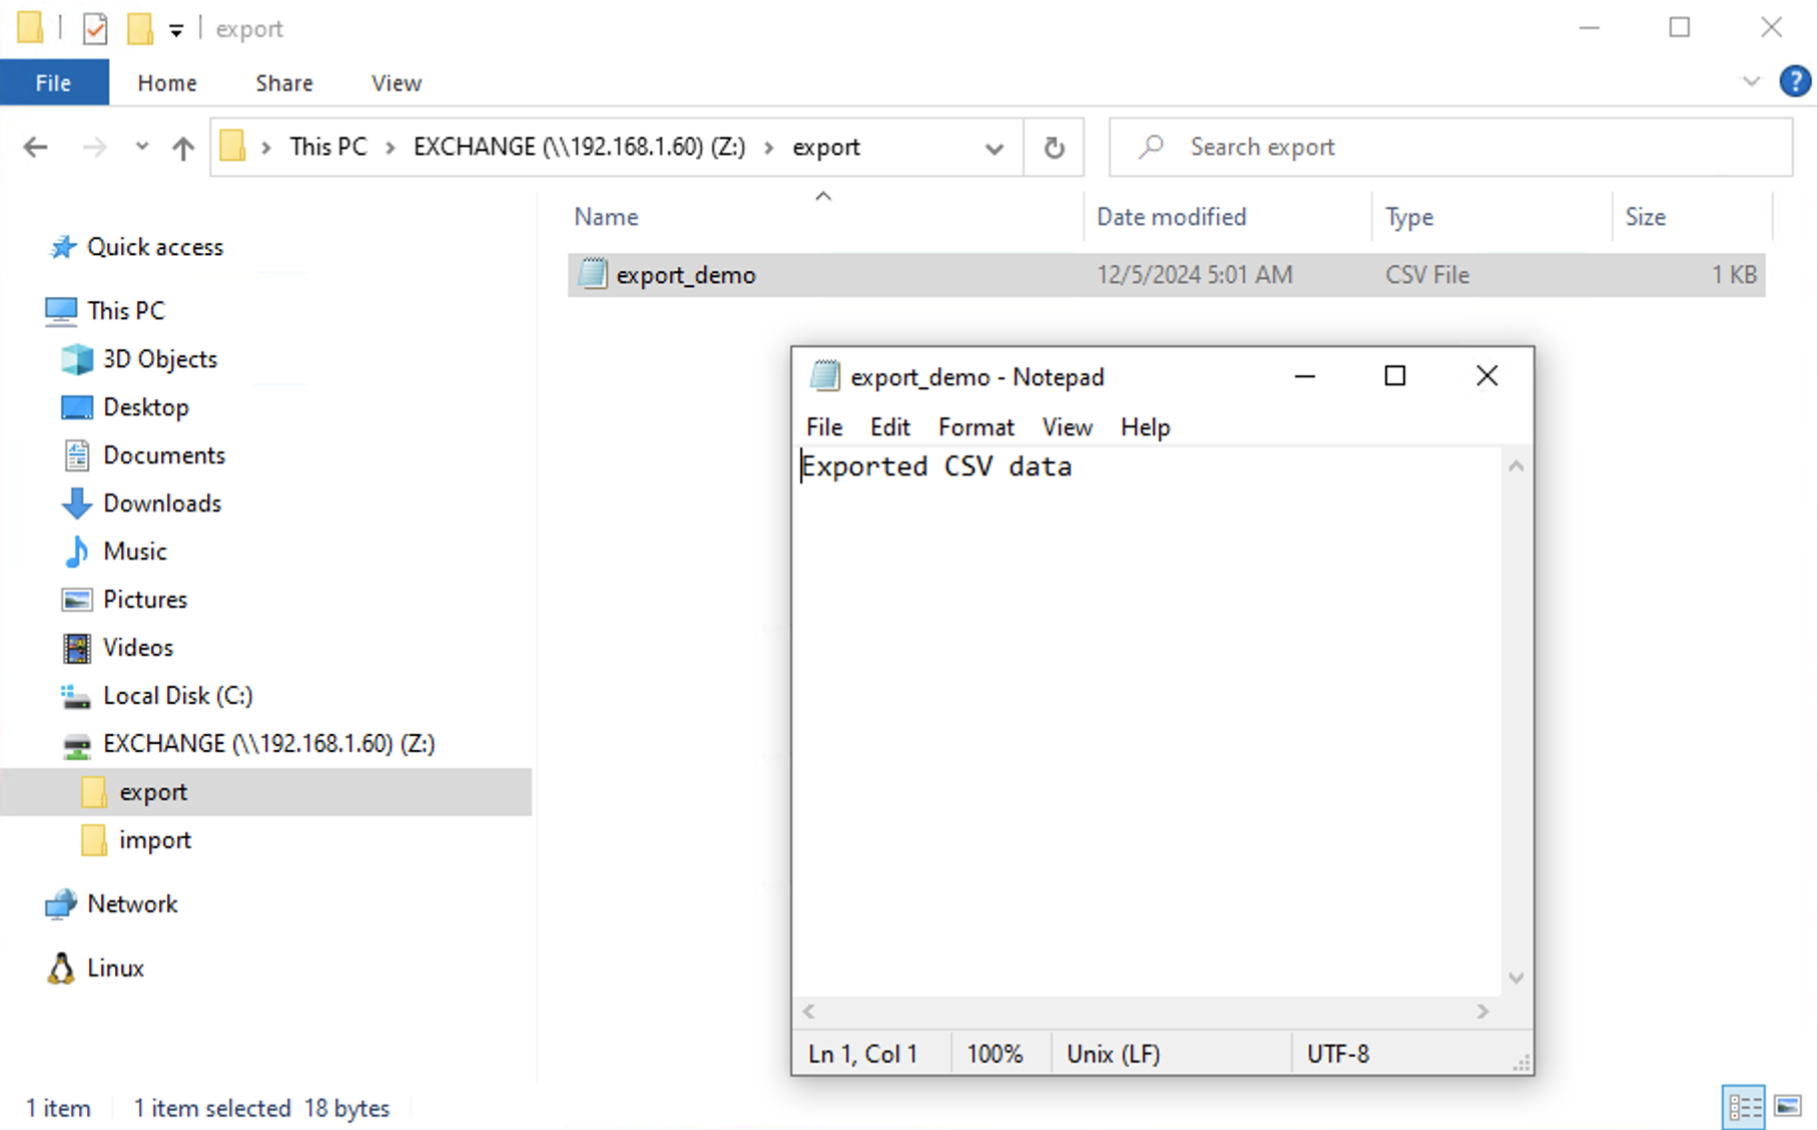 export
File Home Share View
This PC > EXCHANGE (\\192.168.1.60) (Z:) > export
Search export
Name Date modified Type Size
export_demo 12/5/2024 5:01 AM CSV File 1 KB
Quick access
This PC
3D Objects
Desktop
Documents
Downloads
Music
Pictures
Videos
Local Disk (C:)
EXCHANGE (\\192.168.1.60) (Z:)
export
import
Network
Linux
export_demo - Notepad
File Edit Format View Help
Exported CSV data
Ln 1, Col 1 100% Unix (LF) UTF-8
1 item 1 item selected 18 bytes